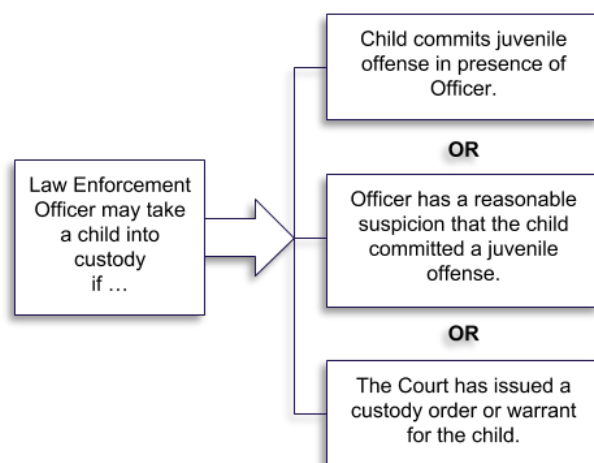 Law Enforcement
Officer may take
a child into
custody
if …
Child commits juvenile
offense in presence of
Officer.
OR
Officer has a reasonable
suspicion that the child
committed a juvenile
offense.
OR
The Court has issued a
custody order or warrant
for the child.